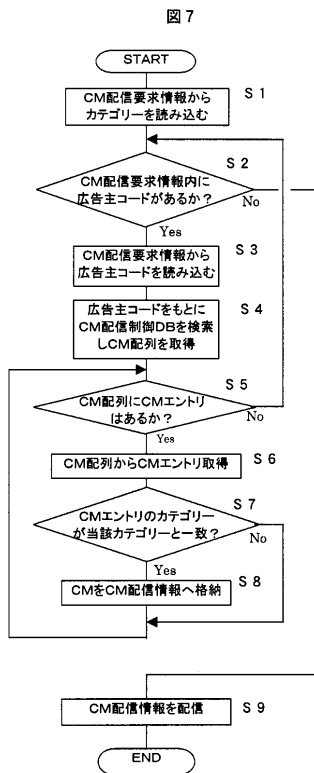 図7
START
S1
CM配信要求情報から
カテゴリーを読み込む
S2
CM配信要求情報内に
広告主コードがあるか？
No
Yes
S3
CM配信要求情報から
広告主コードを読み込む
S4
広告主コードをもとに
CM配信制御DBを検索
しCM配列を取得
S5
CM配列にCMエントリ
はあるか？
No
Yes
S6
CM配列からCMエントリ取得
S7
CMエントリのカテゴリー
が当該カテゴリーと一致？
No
Yes
S8
CMをCM配信情報へ格納
CM配信情報を配信
S9
END